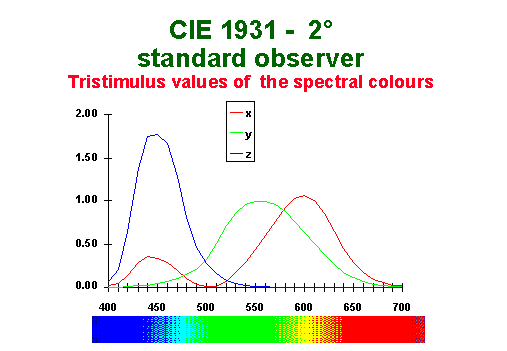 CIE 1931 - 2°
standard observer
Tristimulus values of the spectral colours
2.00
x
y
z
1.50
1.00
0.50
0.00
400 450 500 550 600 650 700